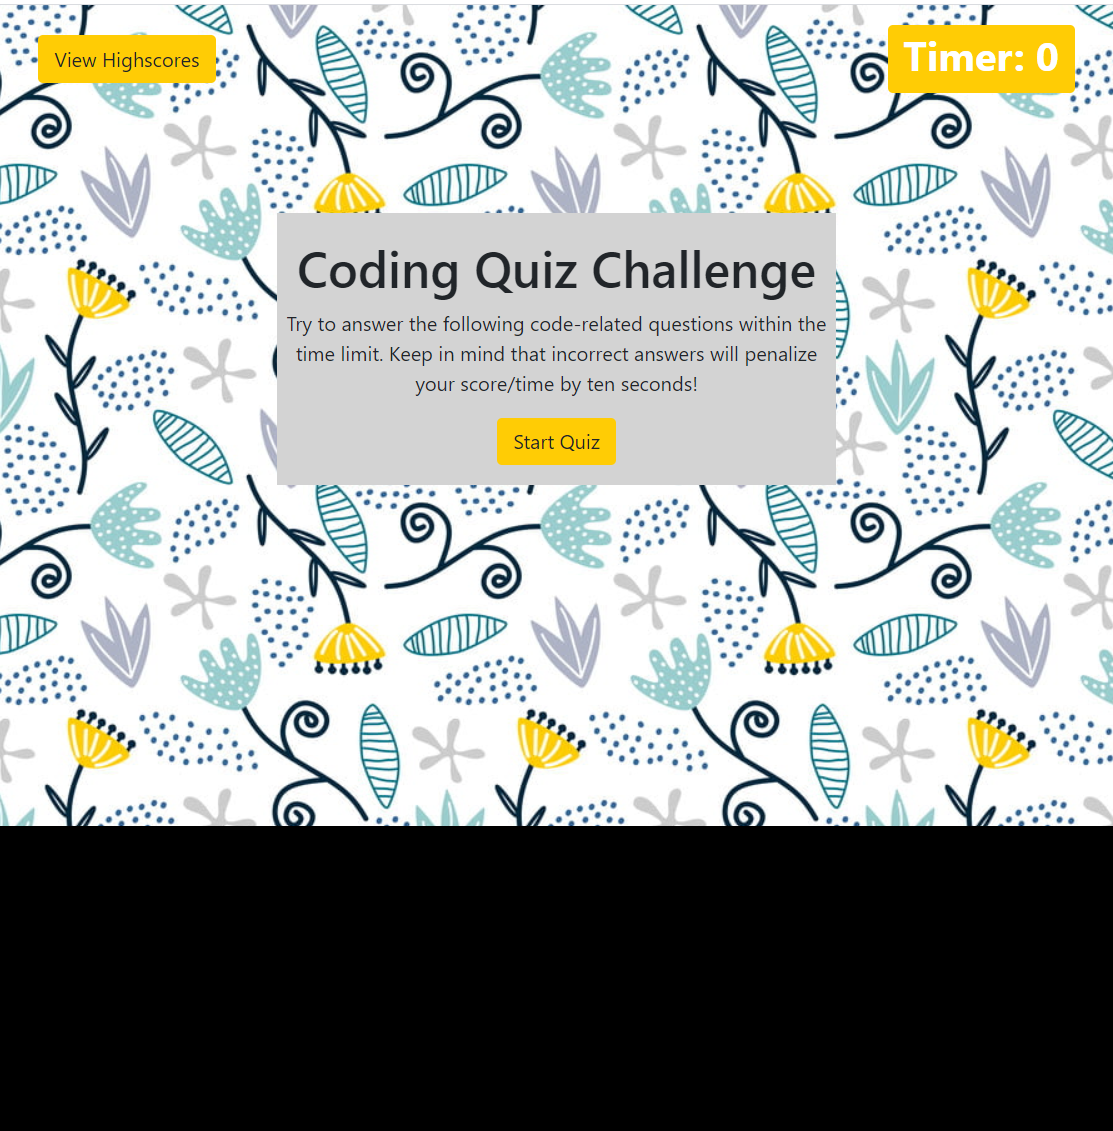 View Highscores
Timer: 0
Coding Quiz Challenge
Try to answer the following code-related questions within the
time limit. Keep in mind that incorrect answers will penalize
your score/time by ten seconds!
Start Quiz